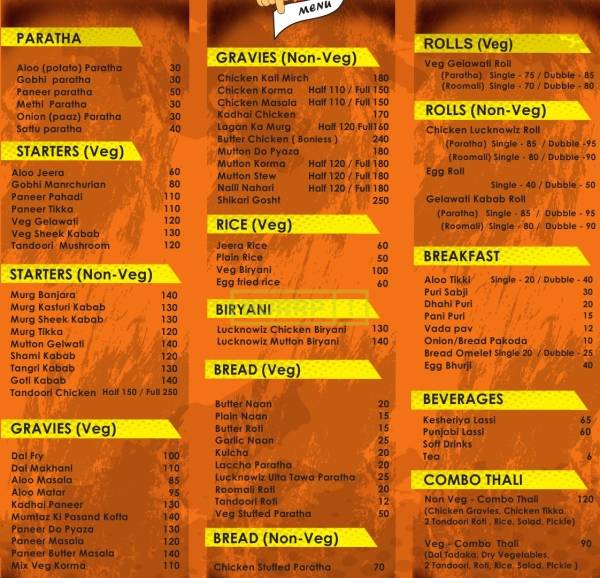 MENU
PARATHA
Aloo (potato) Paratha 30
Gobhi paratha 30
Paneer paratha 50
Methi Paratha 30
Onion (paaz) Paratha 30
Sattu paratha 40
STARTERS (Veg)
Aloo Jeera 60
Gobhi Manrchurian 80
Paneer Pahadi 110
Paneer Tikka 110
Veg Gelawati 120
Veg Sheek Kabab 130
Tandoori Mushroom 120
STARTERS (Non-Veg)
Murg Banjara 140
Murg Kasturi Kabab 130
Murg Sheek Kabab 130
Murg Tikka 120
Mutton Gelwati 140
Shami Kabab 120
Tangri Kabab 130
Goti Kabab 140
Tandoori Chicken Half 150 / Full 250
GRAVIES (Veg)
Dal Fry 100
Dal Makhani 110
Aloo Masala 85
Aloo Matar 95
Kadhai Paneer 130
Mumtaz Ki Pasand Kofta 140
Paneer Do Pyaza 130
Paneer Masala 120
Paneer Butter Masala 140
Mix Veg Korma 110
GRAVIES (Non-Veg)
Chicken Kali Mirch 180
Chicken Korma Half 110 / Full 150
Chicken Masala Half 110 / Full 150
Kadhai Chicken 170
Lagan Ka Murg Half 120 Full160
Butter Chicken ( Bonless ) 240
Mutton Do Pyaza 180
Mutton Korma Half 120 / Full 180
Mutton Stew Half 120 / Full 180
Nalli Nahari Half 120 / Full 180
Shikari Gosht 250
RICE (Veg)
Jeera Rice 60
Plain Rice 50
Veg Biryani 100
Egg fried rice 60
BIRYANI
Lucknowiz Chicken Biryani 130
Lucknowiz Mutton Biryani 140
BREAD (Veg)
Butter Naan 20
Plain Naan 15
Butter Roti 15
Garlic Naan 25
Kulcha 20
Laccha Paratha 20
Lucknowiz Ulta Tawa Paratha 25
Roomali Roti 20
Tandoori Roti 12
Veg Stuffed Paratha 50
BREAD (Non-Veg)
Chicken Stuffed Paratha 70
ROLLS (Veg)
Veg Gelawati Roll
(Paratha) Single - 75 / Dubble - 85
(Roomali) Single - 70 / Dubble - 80
ROLLS (Non-Veg)
Chicken Lucknowiz Roll
(Paratha) Single - 85 / Dubble -95
(Roomali) Single - 80 / Dubble -90
Egg Roll
Single - 40 / Dubble - 50
Gelawati Kabab Roll
(Paratha) Single - 85 / Dubble - 95
(Roomali) Single - 80 / Dubble - 90
BREAKFAST
Aloo Tikki Single - 20 / Dubble - 40
Puri Sabji 30
Dhahi Puri 20
Pani Puri 15
Vada pav 12
Onion/Bread Pakoda 10
Bread Omelet Single 20 / Dubble - 25
Egg Bhurji 40
BEVERAGES
Kesheriya Lassi 65
Punjabi Lassi 60
Soft Drinks
Tea 6
COMBO THALI
Non Veg - Combo Thali 120
(Chicken Gravies, Chicken Tikka,
2 Tandoori Roti , Rice, Salad, Pickle)
Veg - Combo Thali 90
(Dal Tadaka, Dry Vegetables,
2 Tandoori, Roti, Rice, Salad, Pickle )